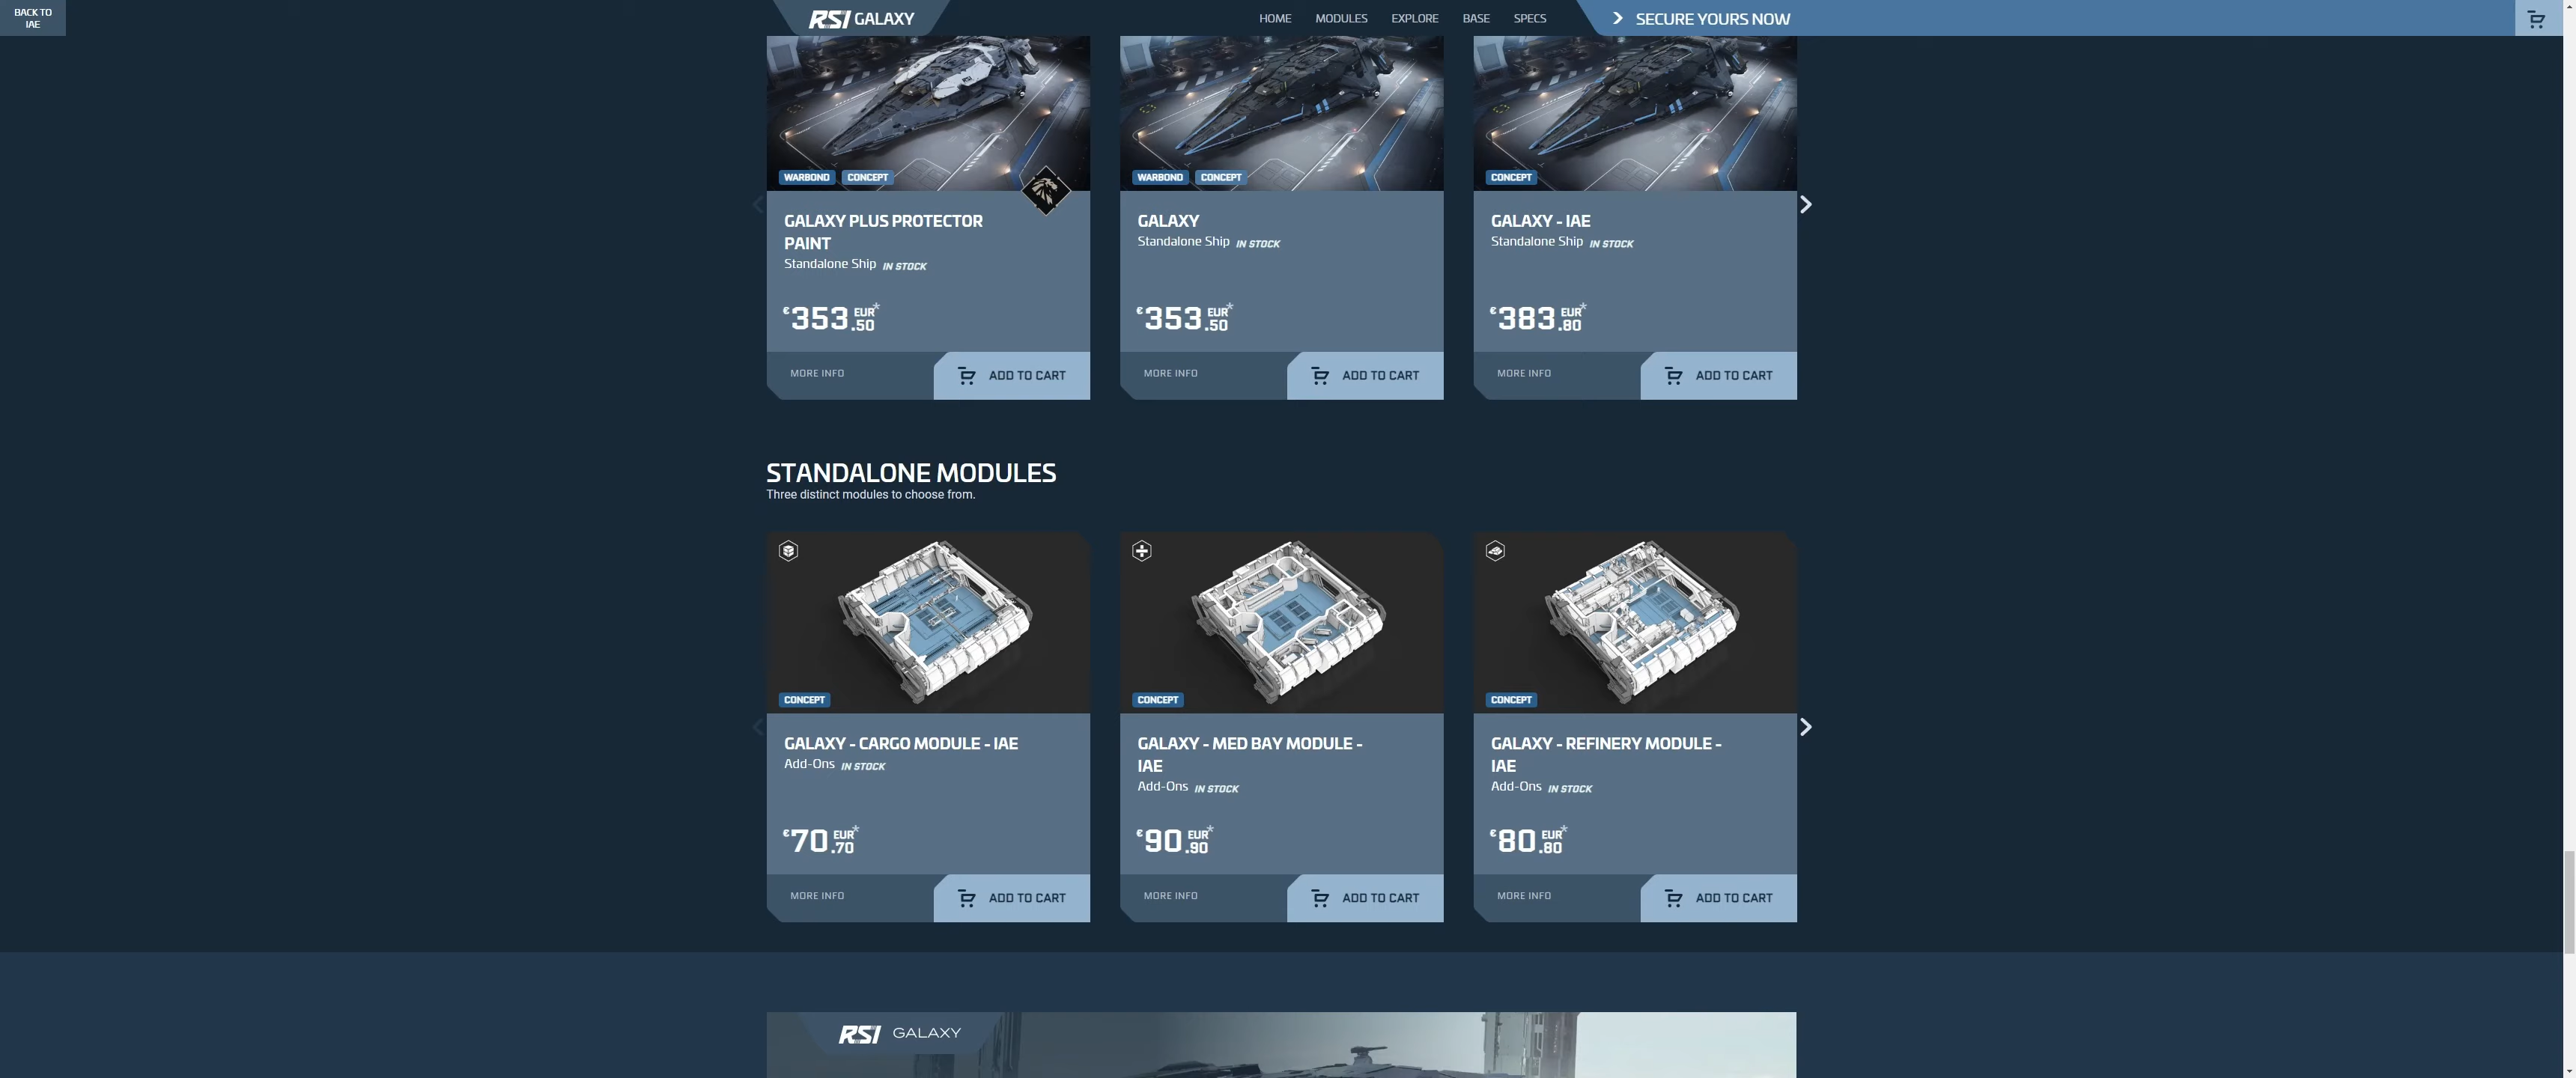 BACK TO
IAE
RSI GALAXY
HOME MODULES EXPLORE BASE SPECS
SECURE YOURS NOW
WARBOND CONCEPT
GALAXY PLUS PROTECTOR
PAINT
Standalone Ship IN STOCK
€353.50 EUR*
MORE INFO
ADD TO CART
WARBOND CONCEPT
GALAXY
Standalone Ship IN STOCK
€353.50 EUR*
MORE INFO
ADD TO CART
CONCEPT
GALAXY - IAE
Standalone Ship IN STOCK
€383.80 EUR*
MORE INFO
ADD TO CART
STANDALONE MODULES
Three distinct modules to choose from.
CONCEPT
GALAXY - CARGO MODULE - IAE
Add-Ons IN STOCK
€70.70 EUR*
MORE INFO
ADD TO CART
CONCEPT
GALAXY - MED BAY MODULE -
IAE
Add-Ons IN STOCK
€90.90 EUR*
MORE INFO
ADD TO CART
CONCEPT
GALAXY - REFINERY MODULE -
IAE
Add-Ons IN STOCK
€80.80 EUR*
MORE INFO
ADD TO CART
RSI GALAXY